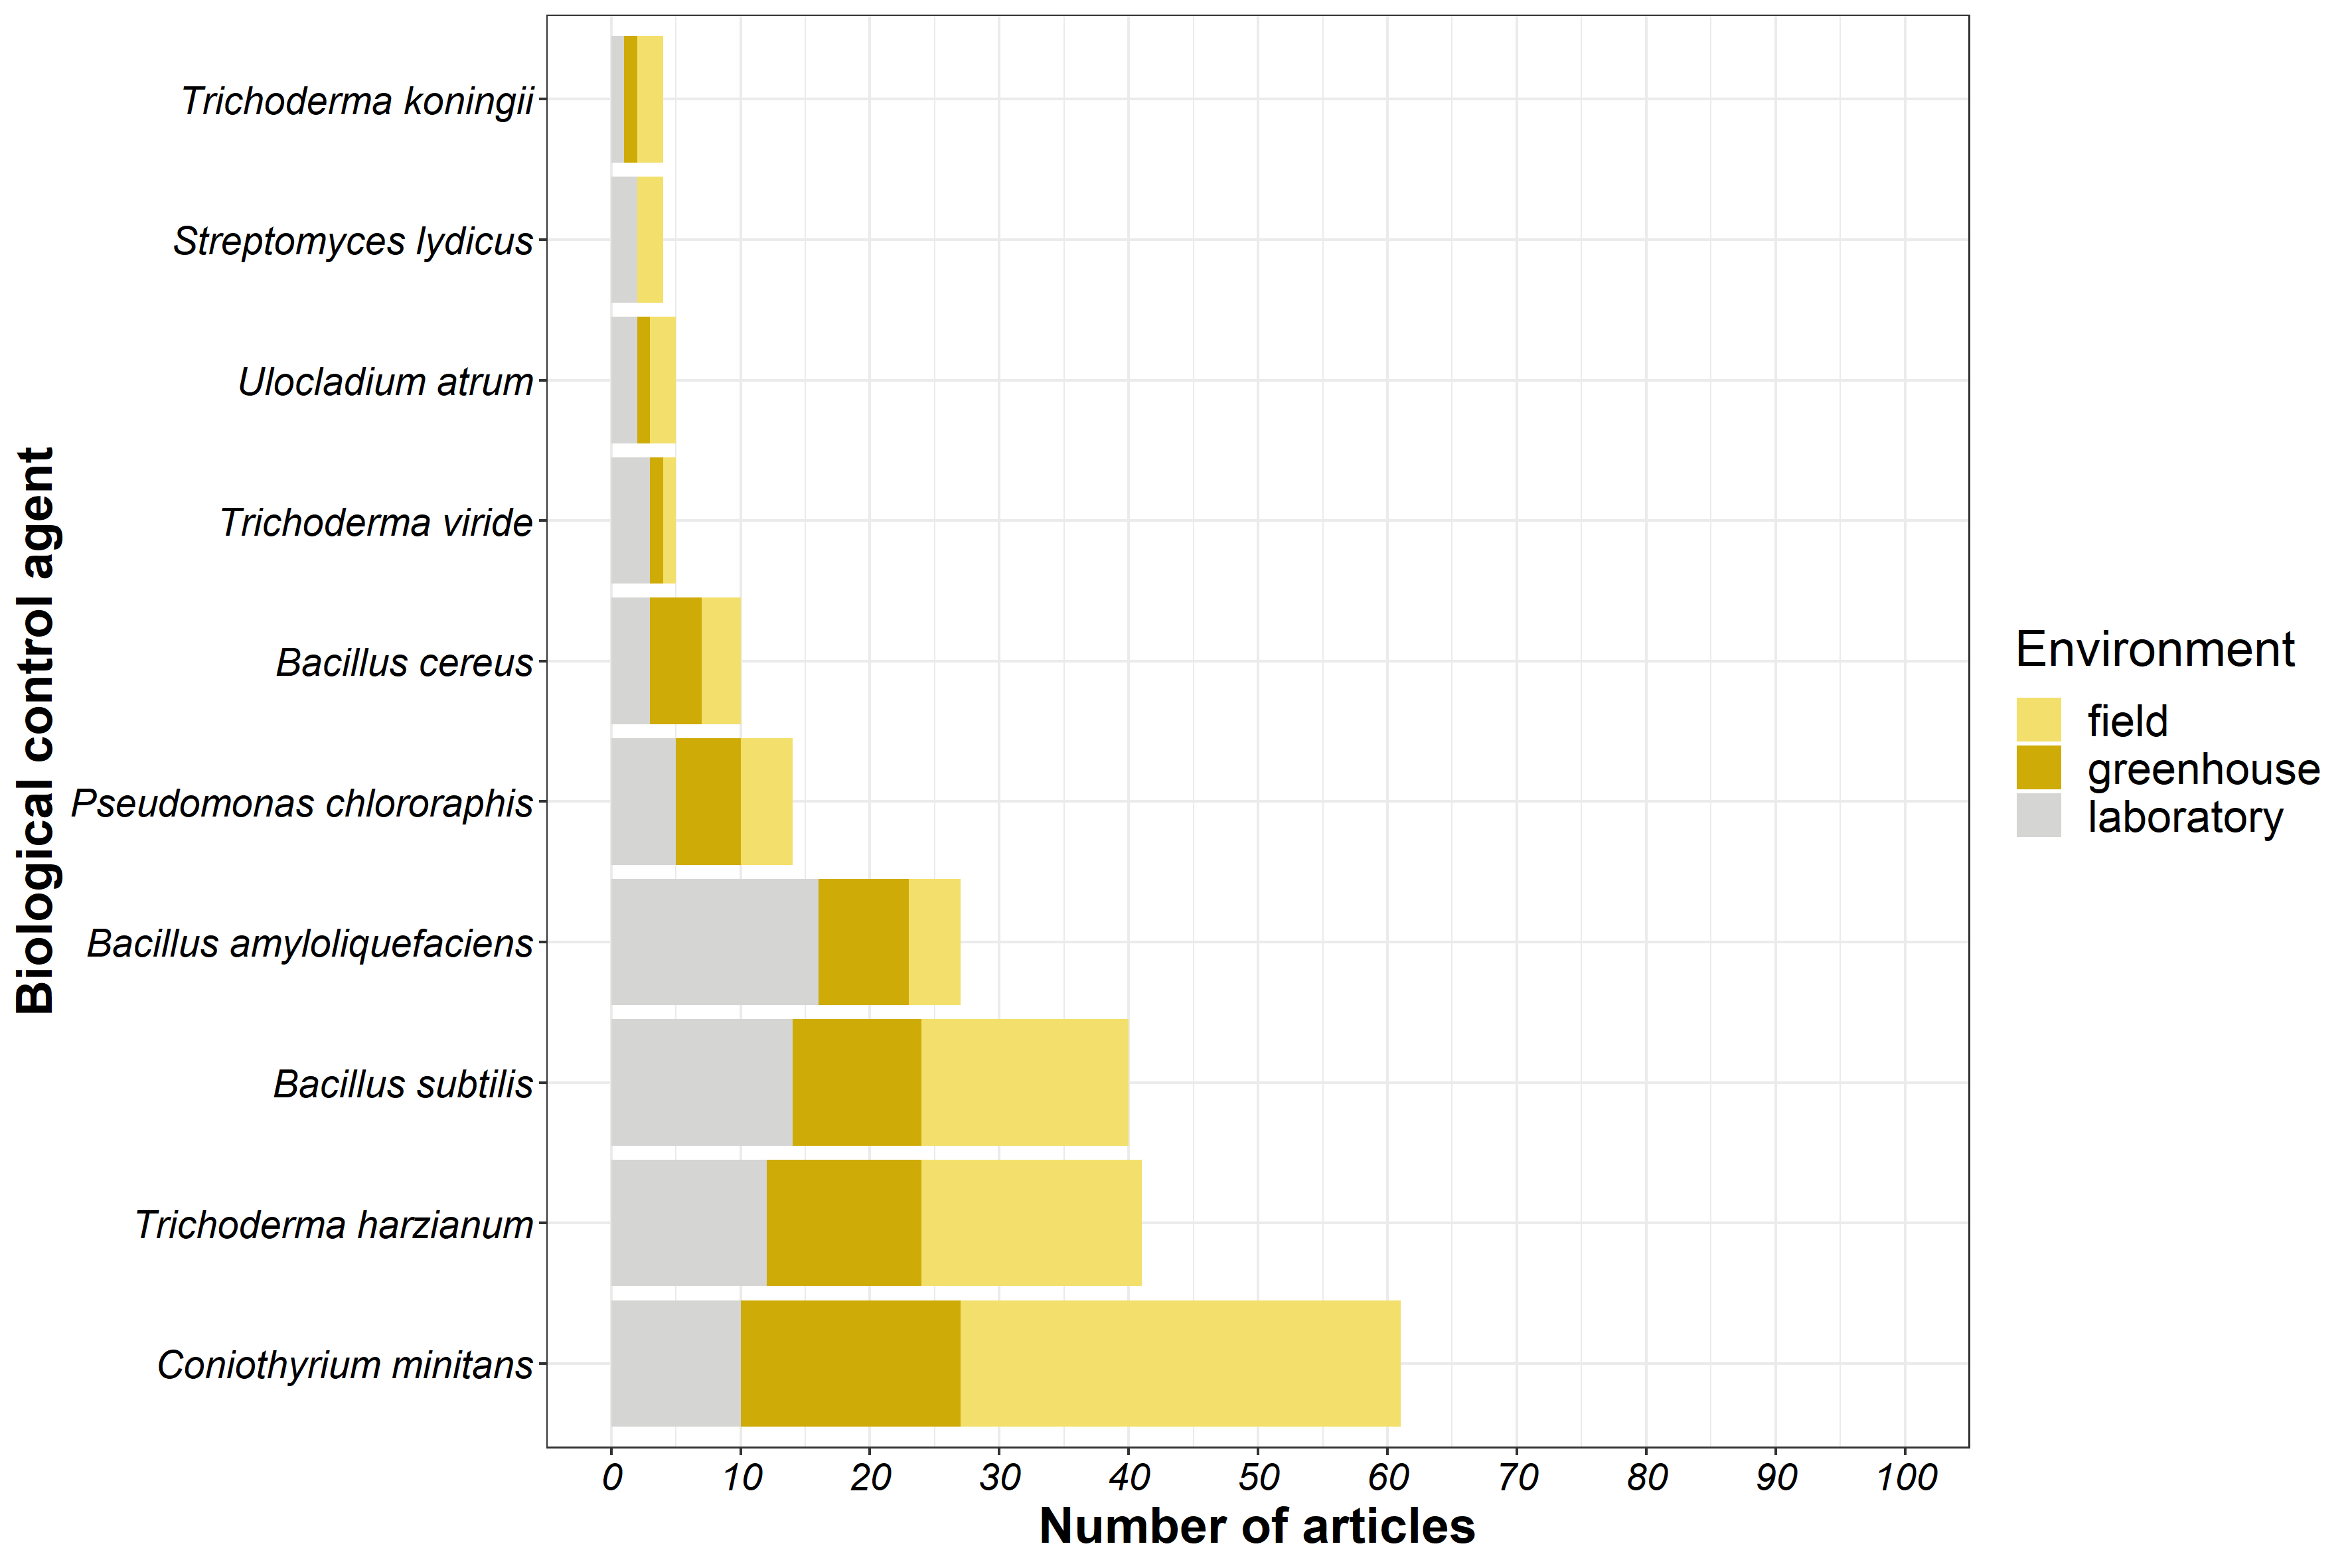 Biological control agent
Trichoderma koningii
Streptomyces lydicus
Ulocladium atrum
Trichoderma viride
Bacillus cereus
Pseudomonas chlororaphis
Bacillus amyloliquefaciens
Bacillus subtilis
Trichoderma harzianum
Coniothyrium minitans
0 10 20 30 40 50 60 70 80 90 100
Number of articles
Environment
field
greenhouse
laboratory